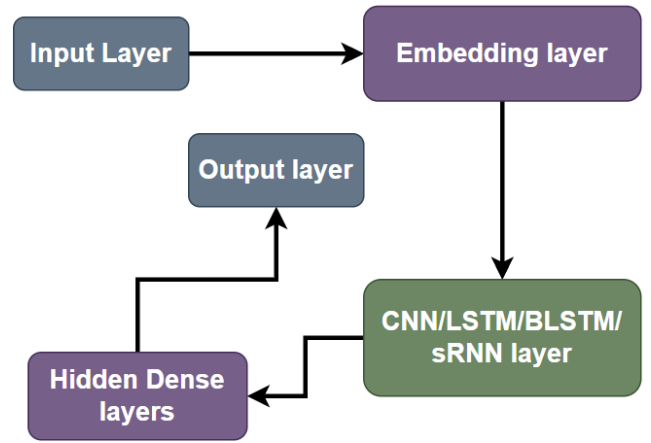 Input Layer
Embedding layer
Output layer
CNN/LSTM/BLSTM/
sRNN layer
Hidden Dense
layers